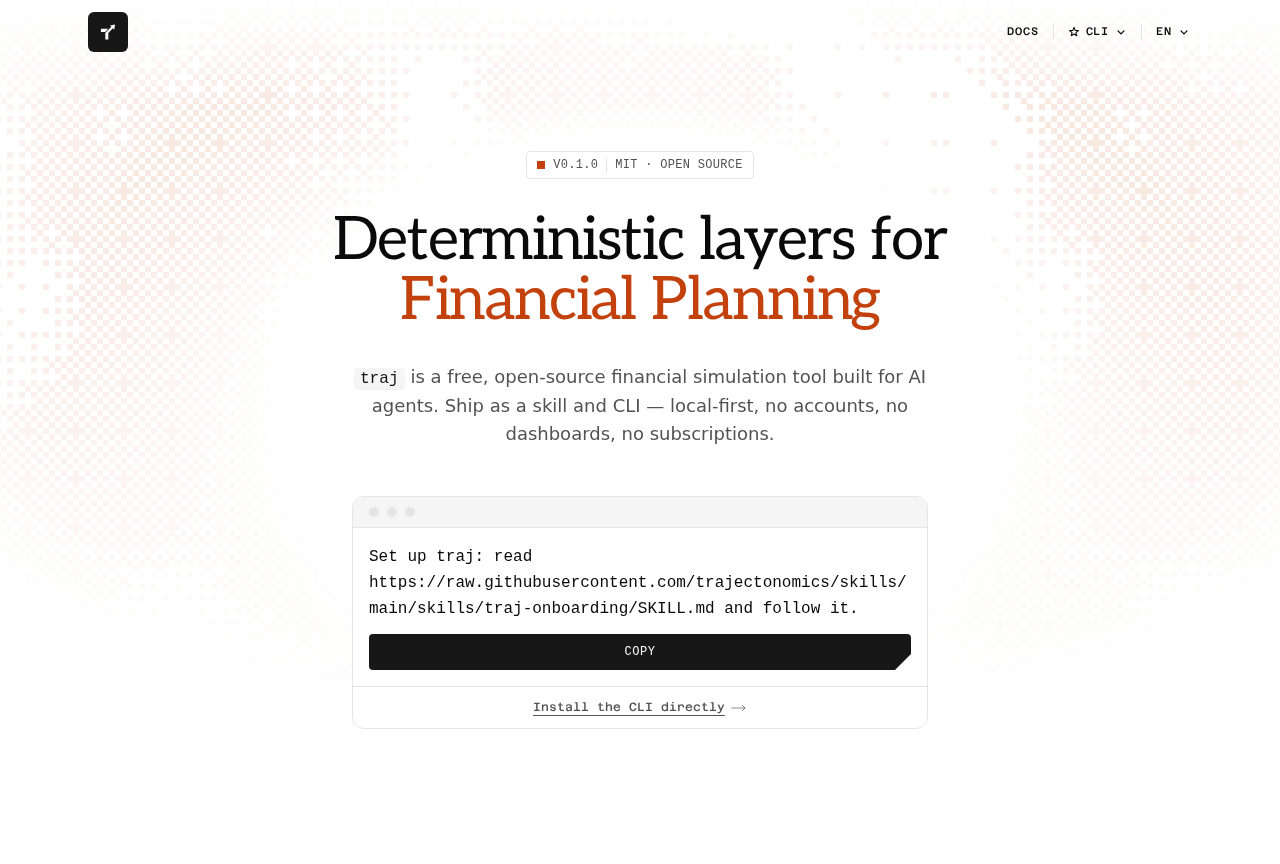 DOCS
CLI
EN
V0.1.0 MIT · OPEN SOURCE
Deterministic layers for
Financial Planning
traj is a free, open-source financial simulation tool built for AI
agents. Ship as a skill and CLI — local-first, no accounts, no
dashboards, no subscriptions.
Set up traj: read
https://raw.githubusercontent.com/trajectonomics/skills/
main/skills/traj-onboarding/SKILL.md and follow it.
COPY
Install the CLI directly